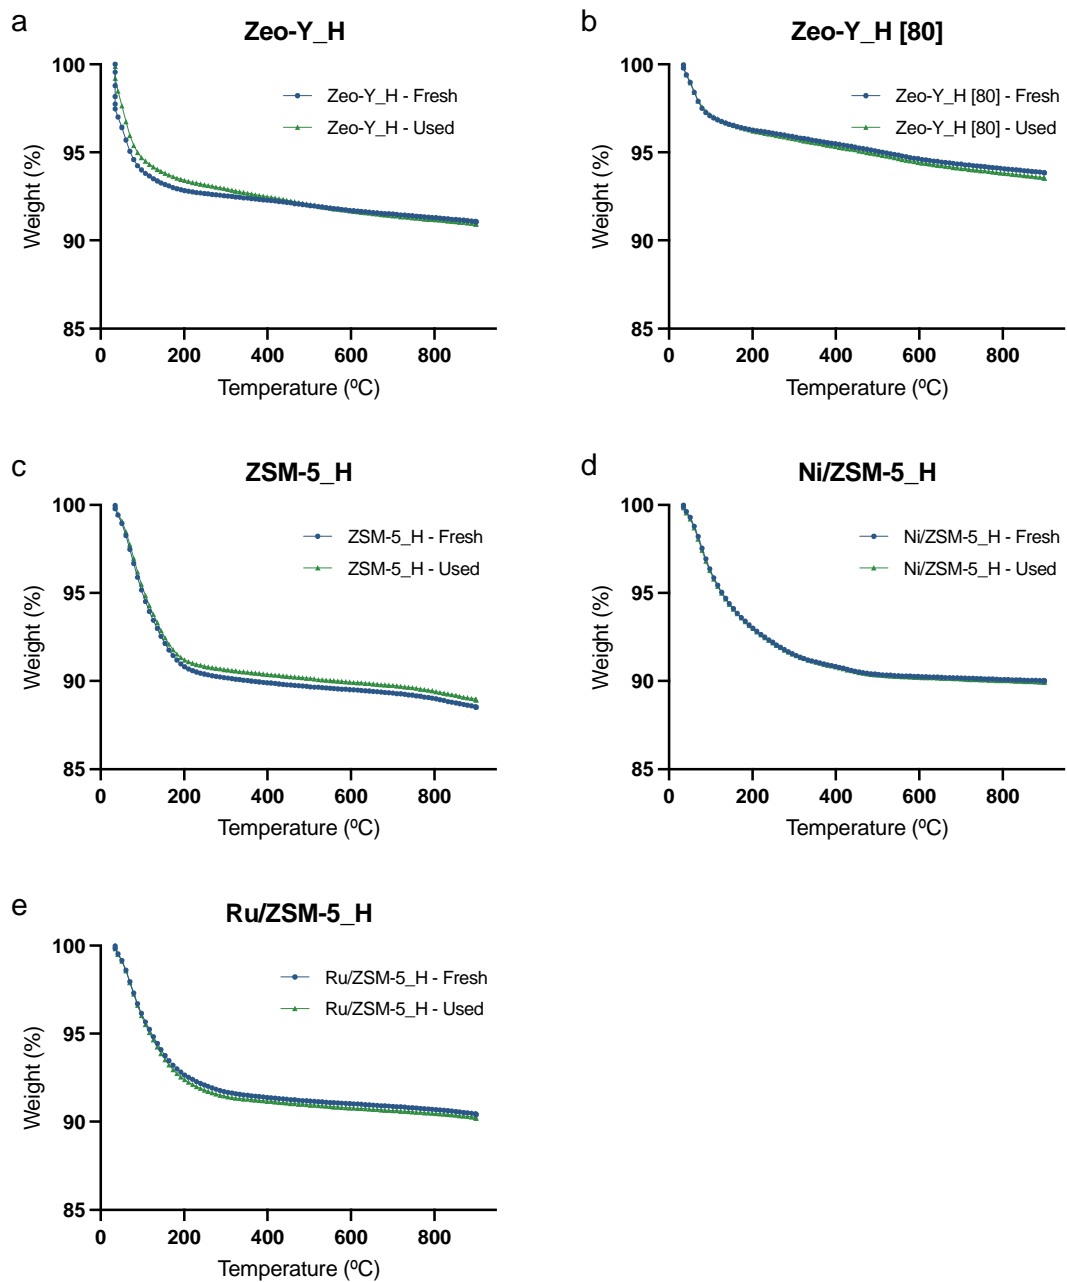 a
Zeo-Y_H
100
95
90
85
Weight (%)
Zeo-Y_H - Fresh
Zeo-Y_H - Used
0 200 400 600 800
Temperature (ºC)
b
Zeo-Y_H [80]
100
95
90
85
Weight (%)
Zeo-Y_H [80] - Fresh
Zeo-Y_H [80] - Used
0 200 400 600 800
Temperature (ºC)
c
ZSM-5_H
100
95
90
85
Weight (%)
ZSM-5_H - Fresh
ZSM-5_H - Used
0 200 400 600 800
Temperature (ºC)
d
Ni/ZSM-5_H
100
95
90
85
Weight (%)
Ni/ZSM-5_H - Fresh
Ni/ZSM-5_H - Used
0 200 400 600 800
Temperature (ºC)
e
Ru/ZSM-5_H
100
95
90
85
Weight (%)
Ru/ZSM-5_H - Fresh
Ru/ZSM-5_H - Used
0 200 400 600 800
Temperature (ºC)